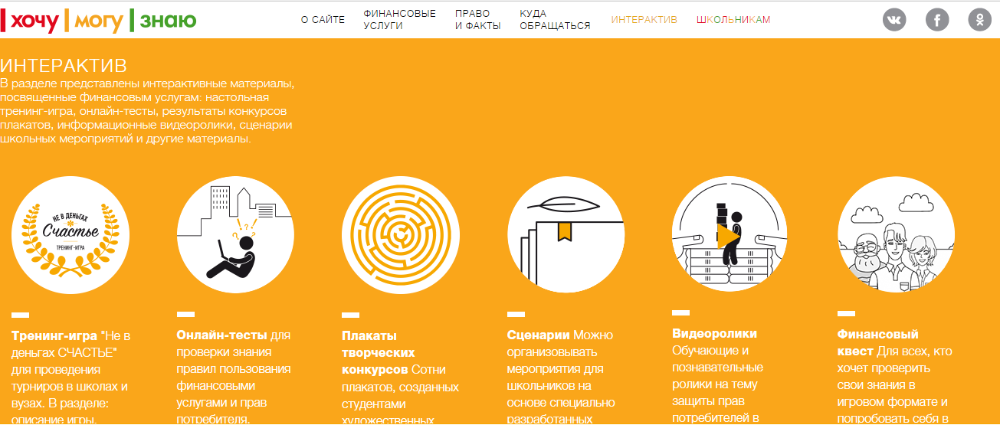 хочу могу знаю
О САЙТЕ
ФИНАНСОВЫЕ
УСЛУГИ
ПРАВО
И ФАКТЫ
КУДА
ОБРАЩАТЬСЯ
ИНТЕРАКТИВ
ШКОЛЬНИКАМ
ИНТЕРАКТИВ
В разделе представлены интерактивные материалы,
посвященные финансовым услугам: настольная
тренинг-игра, онлайн-тесты, результаты конкурсов
плакатов, информационные видеоролики, сценарии
школьных мероприятий и другие материалы.
НЕ В ДЕНЬГАХ
Счастье
ТРЕНИНГ-ИГРА
Тренинг-игра "Не в
деньгах СЧАСТЬЕ"
для проведения
турниров в школах и
вузах. В разделе:
описание игры,
Онлайн-тесты для
проверки знания
правил пользования
финансовыми
услугами и прав
потребителя.
Плакаты
творческих
конкурсов Сотни
плакатов, созданных
студентами
художественных
Сценарии Можно
организовывать
мероприятия для
школьников на
основе специально
разработанных
Видеоролики
Обучающие и
познавательные
ролики на тему
защиты прав
потребителей в
Финансовый
квест Для всех, кто
хочет проверить
свои знания в
игровом формате и
попробовать себя в